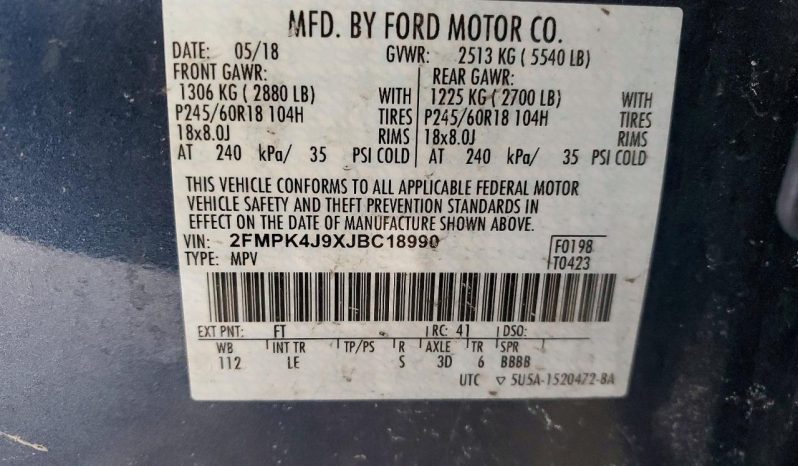 MFD. BY FORD MOTOR CO.
DATE: 05/18 GVWR: 2513 KG ( 5540 LB)
FRONT GAWR: REAR GAWR:
1306 KG ( 2880 LB) WITH 1225 KG ( 2700 LB) WITH
P245/60R18 104H TIRES P245/60R18 104H TIRES
18x8.0J RIMS 18x8.0J RIMS
AT 240 kPa/ 35 PSI COLD AT 240 kPa/ 35 PSI COLD
THIS VEHICLE CONFORMS TO ALL APPLICABLE FEDERAL MOTOR
VEHICLE SAFETY AND THEFT PREVENTION STANDARDS IN
EFFECT ON THE DATE OF MANUFACTURE SHOWN ABOVE.
VIN: 2FMPK4J9XJBC18990 F0198
TYPE: MPV T0423
EXT PNT: FT RC: 41 DSO:
WB INT TR TP/PS R AXLE TR SPR
112 LE S 3D 6 BBBB
UTC ▽ 5U5A-1520472-BA